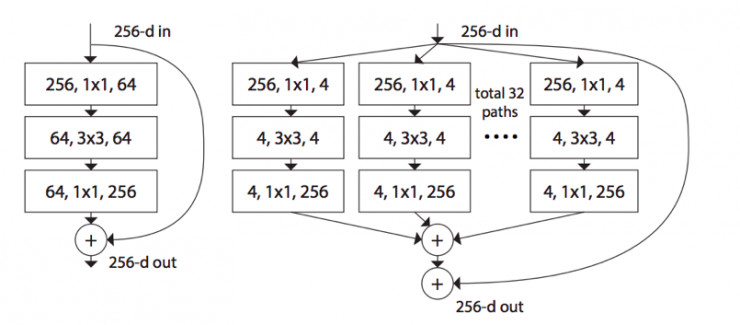 256-d in
256, 1x1, 64
64, 3x3, 64
64, 1x1, 256
+
256-d out
256-d in
256, 1x1, 4
256, 1x1, 4
total 32
paths
256, 1x1, 4
4, 3x3, 4
4, 3x3, 4
4, 3x3, 4
4, 1x1, 256
4, 1x1, 256
4, 1x1, 256
+
+
256-d out